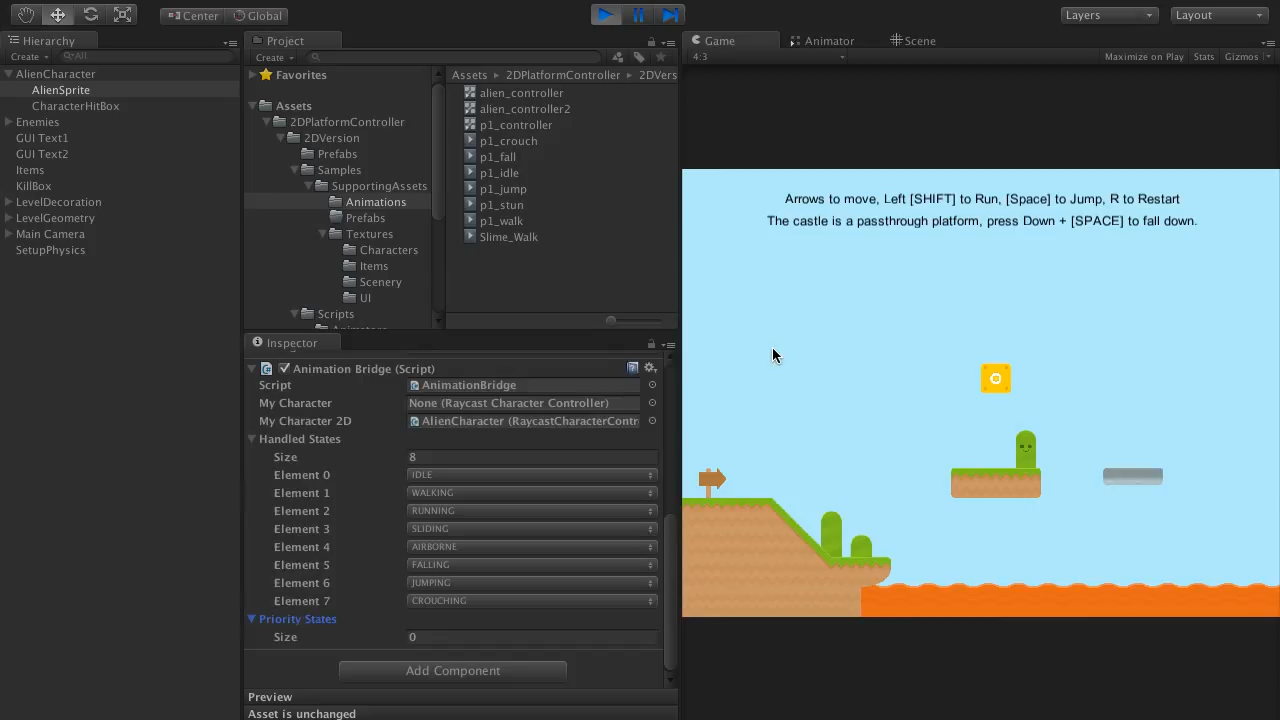 Center Global Layers Layout
Hierarchy
Create All
AlienCharacter
AlienSprite
CharacterHitBox
Enemies
GUI Text1
GUI Text2
Items
KillBox
LevelDecoration
LevelGeometry
Main Camera
SetupPhysics
Project
Create
Favorites
Assets
2DPlatformController
2DVersion
Prefabs
Samples
SupportingAssets
Animations
Prefabs
Textures
Characters
Items
Scenery
UI
Scripts
Assets 2DPlatformController 2DVers
alien_controller
alien_controller2
p1_controller
p1_crouch
p1_fall
p1_idle
p1_jump
p1_stun
p1_walk
Slime_Walk
Inspector
Animation Bridge (Script)
Script AnimationBridge
My Character None (Raycast Character Controller)
My Character 2D AlienCharacter (RaycastCharacterContr
Handled States
Size 8
Element 0 IDLE
Element 1 WALKING
Element 2 RUNNING
Element 3 SLIDING
Element 4 AIRBORNE
Element 5 FALLING
Element 6 JUMPING
Element 7 CROUCHING
Priority States
Size 0
Add Component
Preview
Asset is unchanged
Game Animator Scene
4:3 Maximize on Play Stats Gizmos
Arrows to move, Left [SHIFT] to Run, [Space] to Jump, R to Restart
The castle is a passthrough platform, press Down + [SPACE] to fall down.